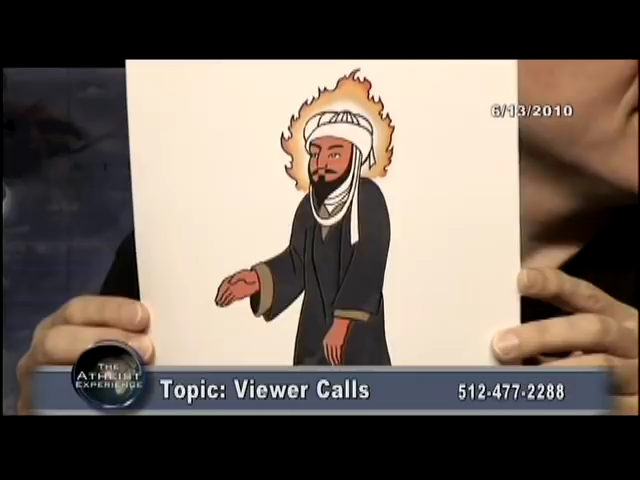 6/13/2010
THE
ATHEIST
EXPERIENCE
Topic: Viewer Calls
512-477-2288